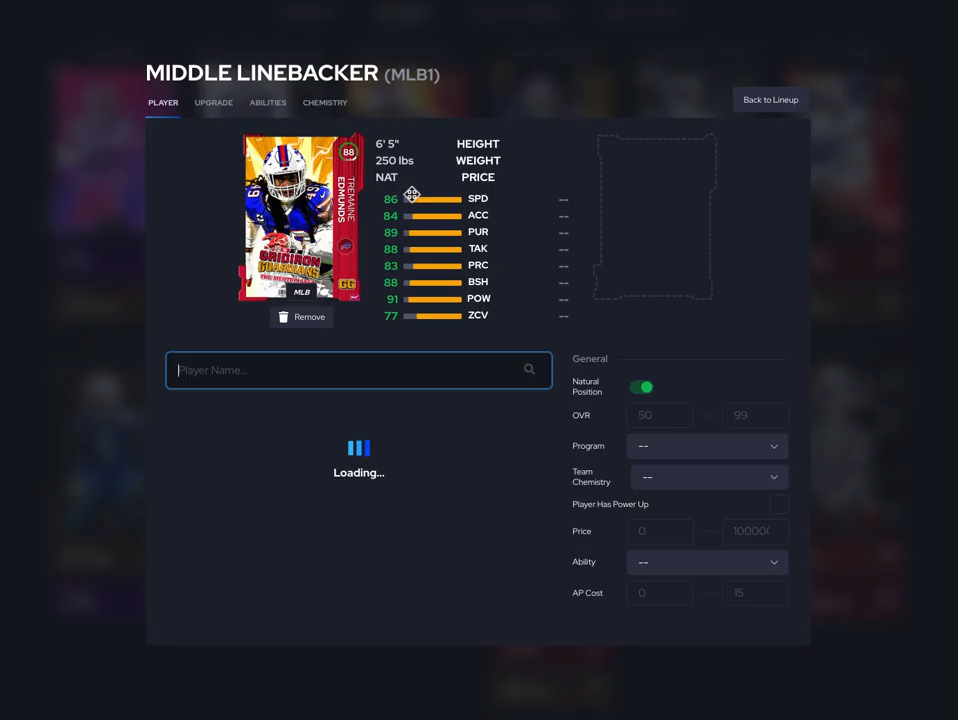 MIDDLE LINEBACKER (MLB1)
PLAYER UPGRADE ABILITIES CHEMISTRY
Back to Lineup
88
TREMAINE
EDMUNDS
GRIDIRON
GUARDIANS
GG
MLB
6' 5" HEIGHT
250 lbs WEIGHT
NAT PRICE
86 SPD --
84 ACC --
89 PUR --
88 TAK --
83 PRC --
88 BSH --
91 POW --
77 ZCV --
Remove
Player Name...
Loading...
General
Natural
Position
OVR 50 99
Program --
Team
Chemistry --
Player Has Power Up
Price 0 10000
Ability --
AP Cost 0 15